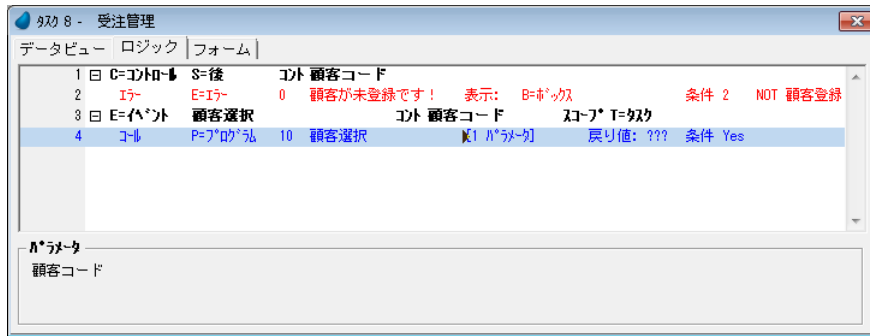 ﾀｽｸ 8 - 受注管理
データビュー ロジック フォーム
1 C=ｺﾝﾄﾛｰﾙ S=後 ｺﾝﾄ 顧客コード
2 ｴﾗｰ E=ｴﾗｰ 0 顧客が未登録です! 表示: B=ﾎﾞｯｸｽ 条件 2 NOT 顧客登録
3 E=ｲﾍﾞﾝﾄ 顧客選択 ｺﾝﾄ 顧客コード ｽｺｰﾌﾟ T=ﾀｽｸ
4 ｺｰﾙ P=ﾌﾟﾛｸﾞﾗﾑ 10 顧客選択 [1 ﾊﾟﾗﾒｰﾀ] 戻り値: ??? 条件 Yes
ﾊﾟﾗﾒｰﾀ
顧客コード